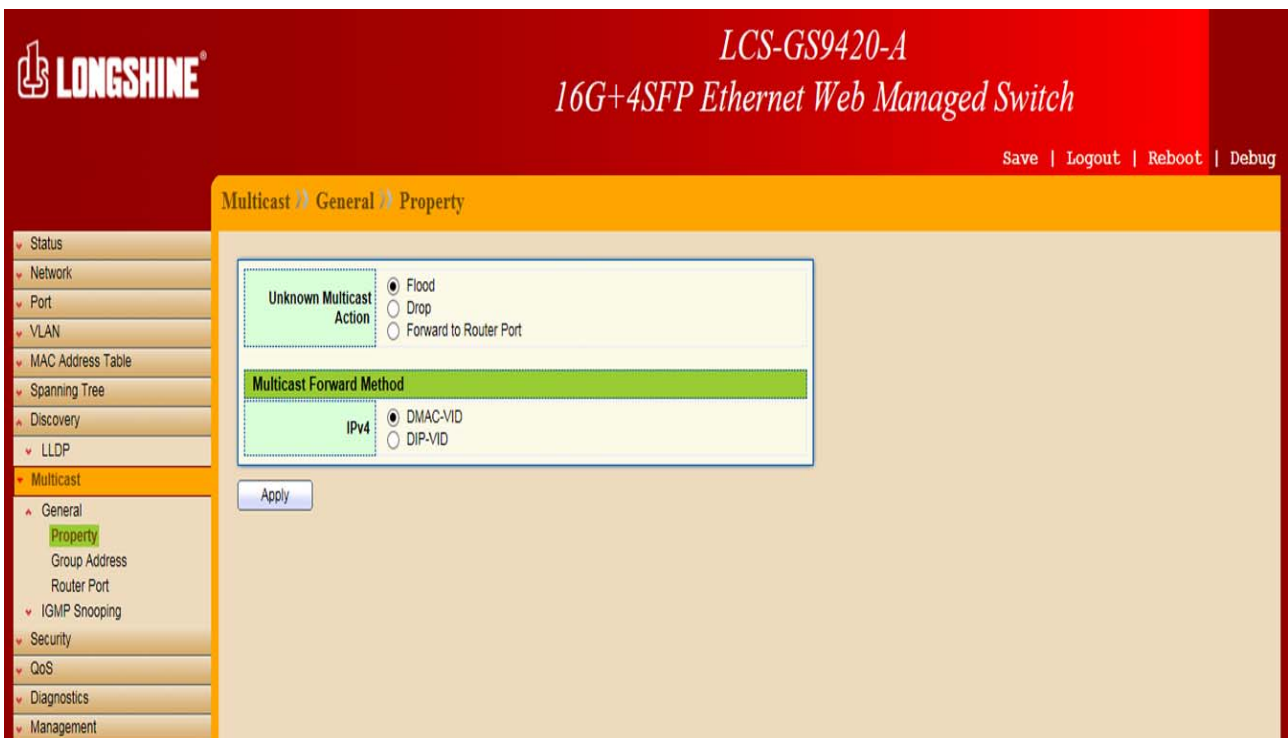 LONGSHINE®
LCS-GS9420-A
16G+4SFP Ethernet Web Managed Switch
Save | Logout | Reboot | Debug
Multicast » General » Property
Status
Network
Port
VLAN
MAC Address Table
Spanning Tree
Discovery
LLDP
Multicast
General
Property
Group Address
Router Port
IGMP Snooping
Security
QoS
Diagnostics
Management
Unknown Multicast
Action
Flood
Drop
Forward to Router Port
Multicast Forward Method
IPv4
DMAC-VID
DIP-VID
Apply